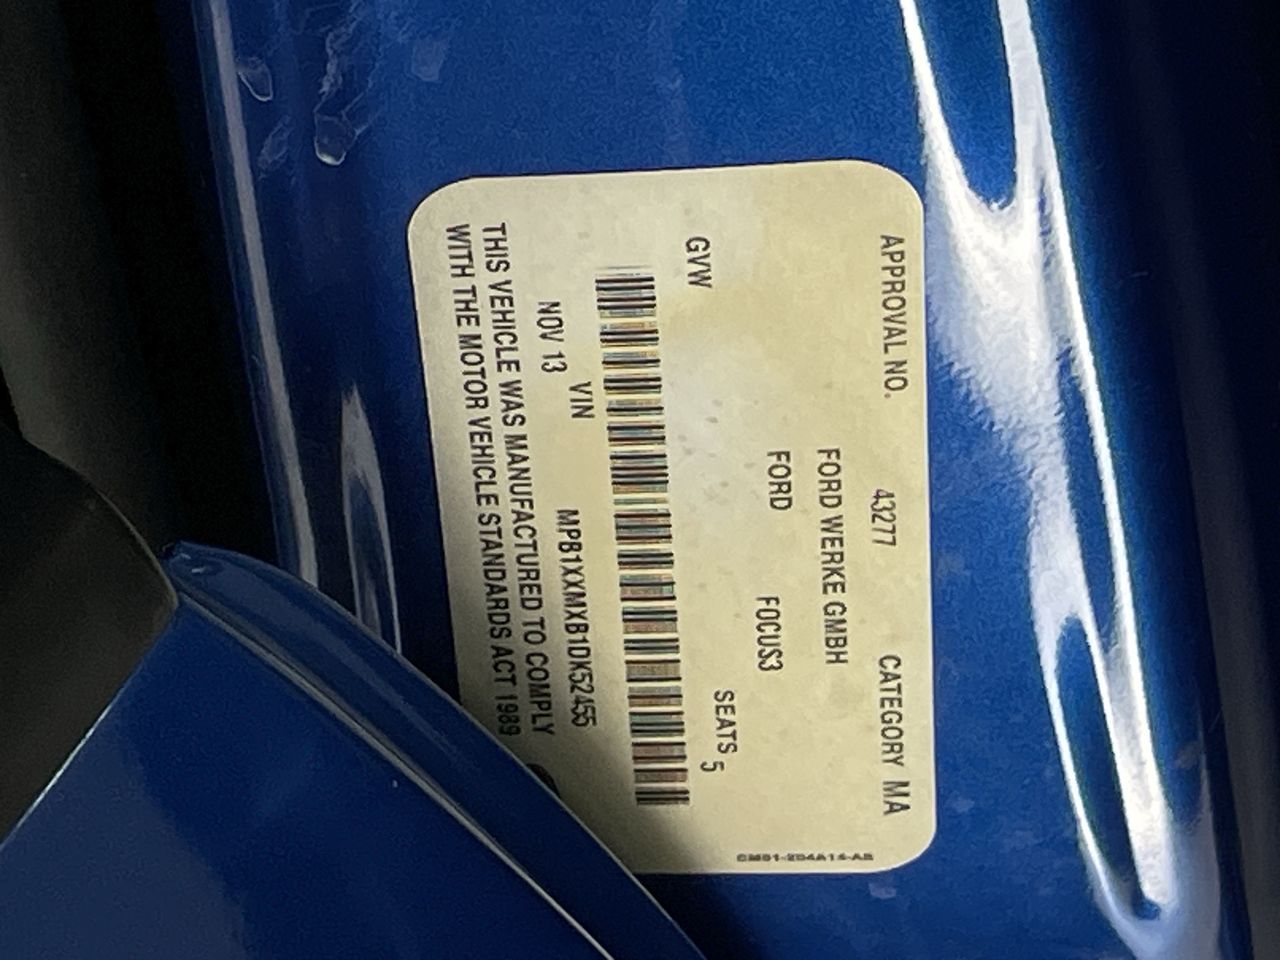 APPROVAL NO. 43277 CATEGORY MA
FORD WERKE GMBH
FORD FOCUS3
GVW SEATS 5
VIN MPB1XXMXB1DK52455
NOV 13
THIS VEHICLE WAS MANUFACTURED TO COMPLY
WITH THE MOTOR VEHICLE STANDARDS ACT 1989